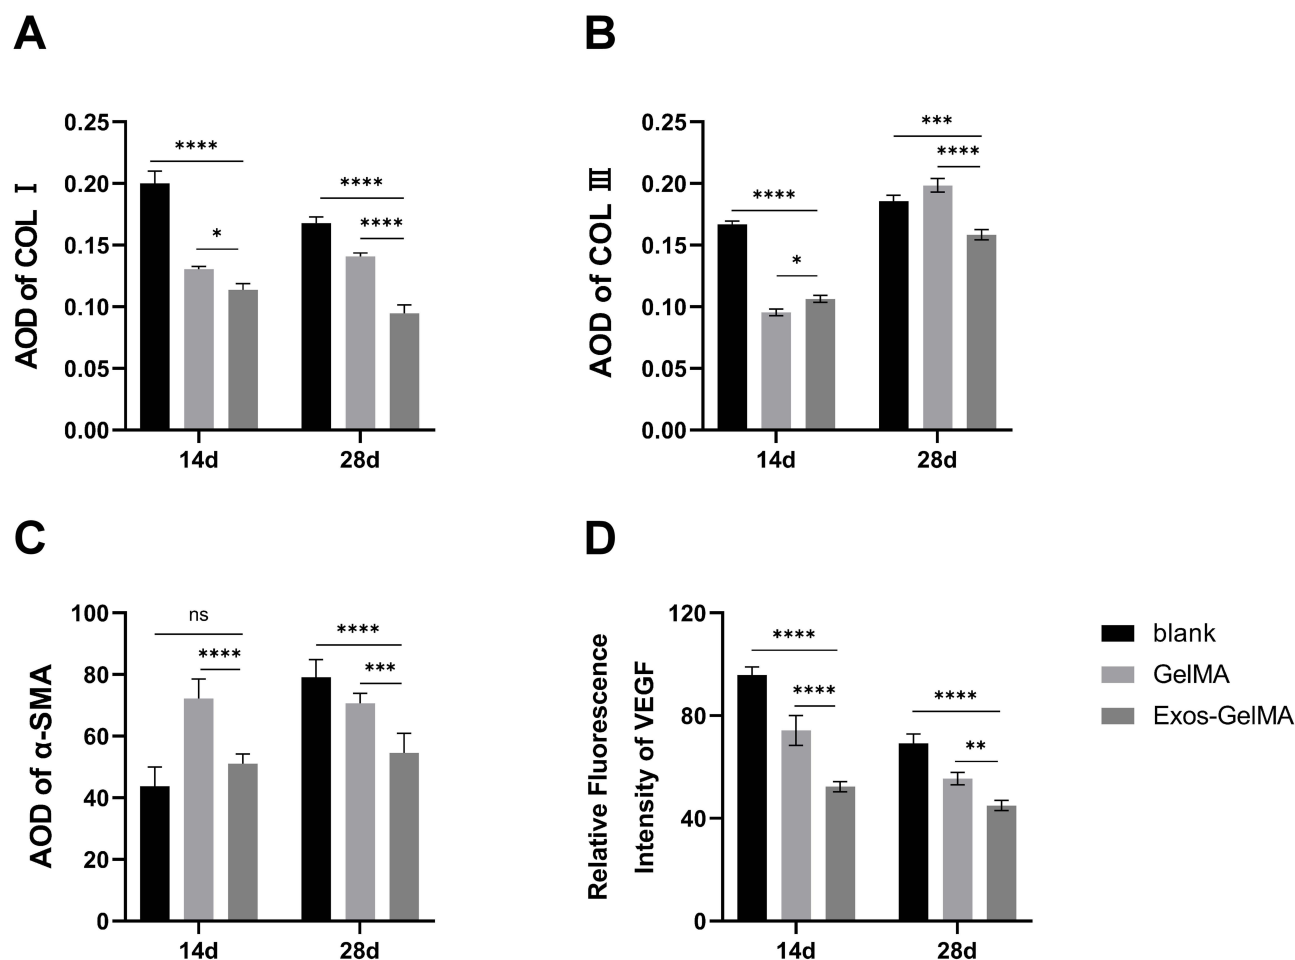 A
AOD of COL Ⅰ
0.25
0.20
0.15
0.10
0.05
0.00
****
*
****
****
14d
28d
B
AOD of COL Ⅲ
0.25
0.20
0.15
0.10
0.05
0.00
****
*
***
****
14d
28d
C
AOD of α-SMA
100
80
60
40
20
0
ns
****
****
***
14d
28d
D
Relative Fluorescence
Intensity of VEGF
120
80
40
0
****
****
****
**
14d
28d
blank
GelMA
Exos-GelMA